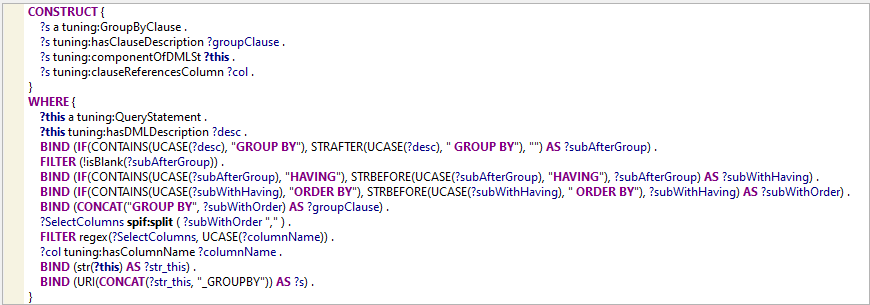 CONSTRUCT {
?s a tuning:GroupByClause .
?s tuning:hasClauseDescription ?groupClause .
?s tuning:componentOfDMLSt ?this .
?s tuning:clauseReferencesColumn ?col .
}
WHERE {
?this a tuning:QueryStatement .
?this tuning:hasDMLDescription ?desc .
BIND (IF(CONTAINS(UCASE(?desc), "GROUP BY"), STRAFTER(UCASE(?desc), " GROUP BY"), "") AS ?subAfterGroup) .
FILTER (!isBlank(?subAfterGroup)) .
BIND (IF(CONTAINS(UCASE(?subAfterGroup), "HAVING"), STRBEFORE(UCASE(?subAfterGroup), "HAVING"), ?subAfterGroup) AS ?subWithHaving) .
BIND (IF(CONTAINS(UCASE(?subWithHaving), "ORDER BY"), STRBEFORE(UCASE(?subWithHaving), " ORDER BY"), ?subWithHaving) AS ?subWithOrder) .
BIND (CONCAT("GROUP BY", ?subWithOrder) AS ?groupClause) .
?SelectColumns spif:split ( ?subWithOrder "," ) .
FILTER regex(?SelectColumns, UCASE(?columnName)) .
?col tuning:hasColumnName ?columnName .
BIND (str(?this) AS ?str_this) .
BIND (URI(CONCAT(?str_this, "_GROUPBY")) AS ?s) .
}